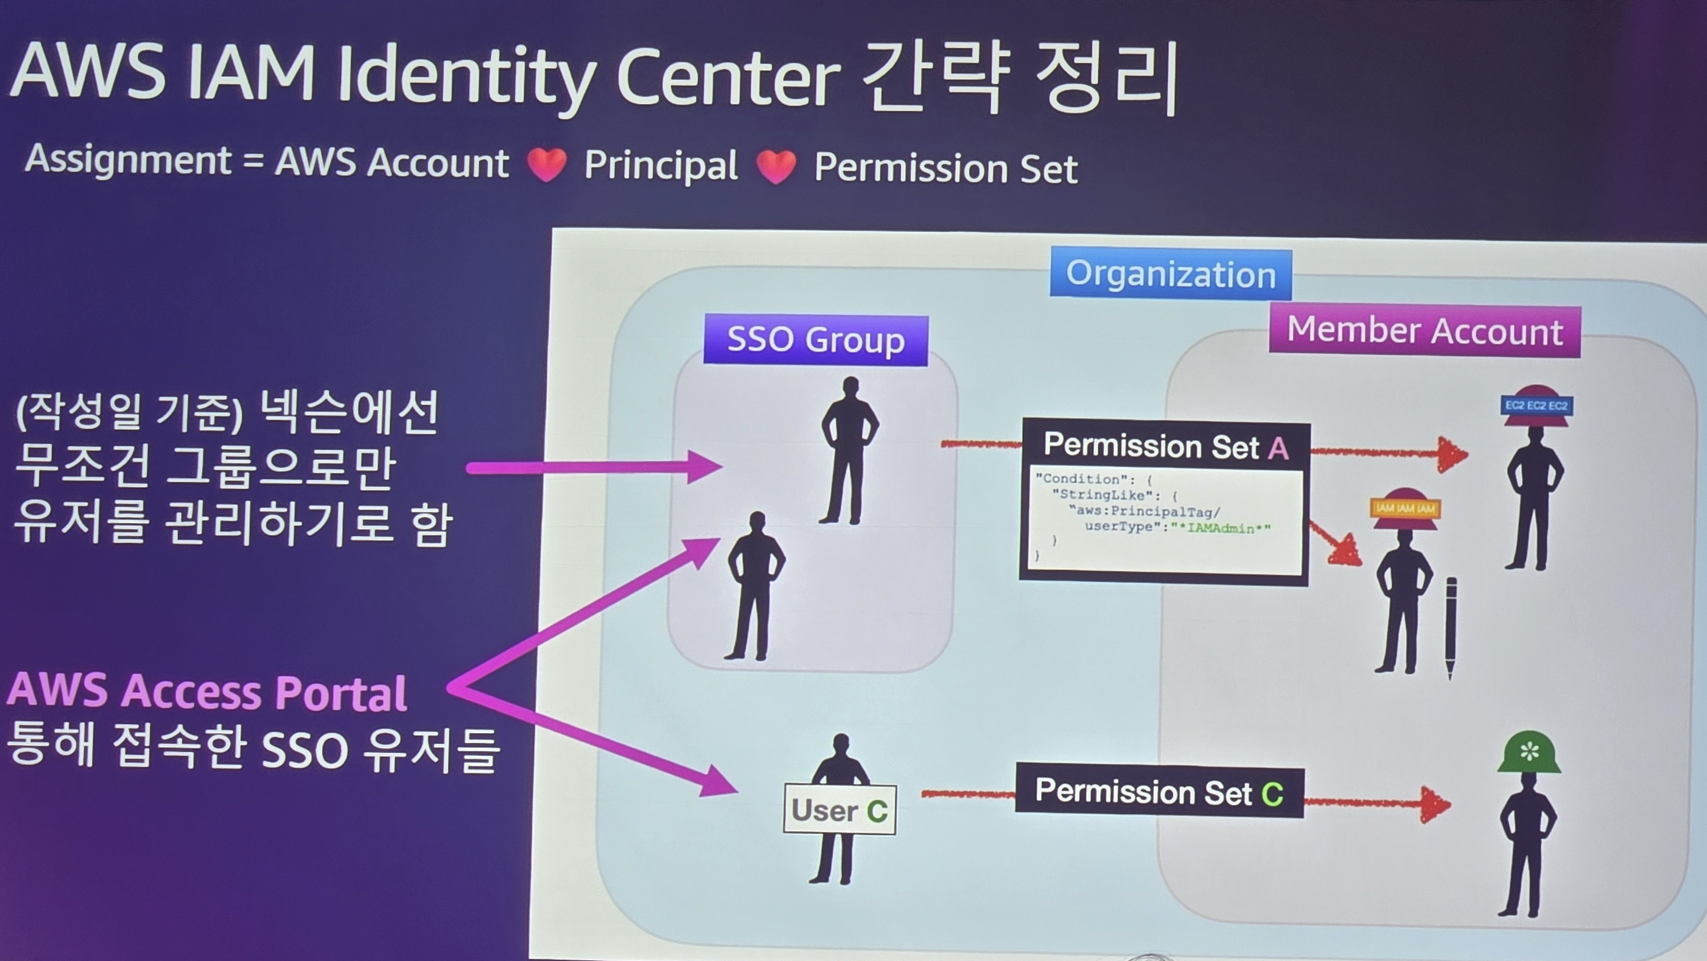 AWS IAM Identity Center 간략 정리
Assignment = AWS Account ❤️ Principal ❤️ Permission Set
Organization
SSO Group
Member Account
(작성일 기준) 넥슨에선
무조건 그룹으로만
유저를 관리하기로 함
EC2 EC2 EC2
Permission Set A
"Condition": {
"StringLike": {
"aws:PrincipalTag/
userType":"*IAMAdmin*"
}
}
IAM IAM IAM
AWS Access Portal
통해 접속한 SSO 유저들
User C
Permission Set C